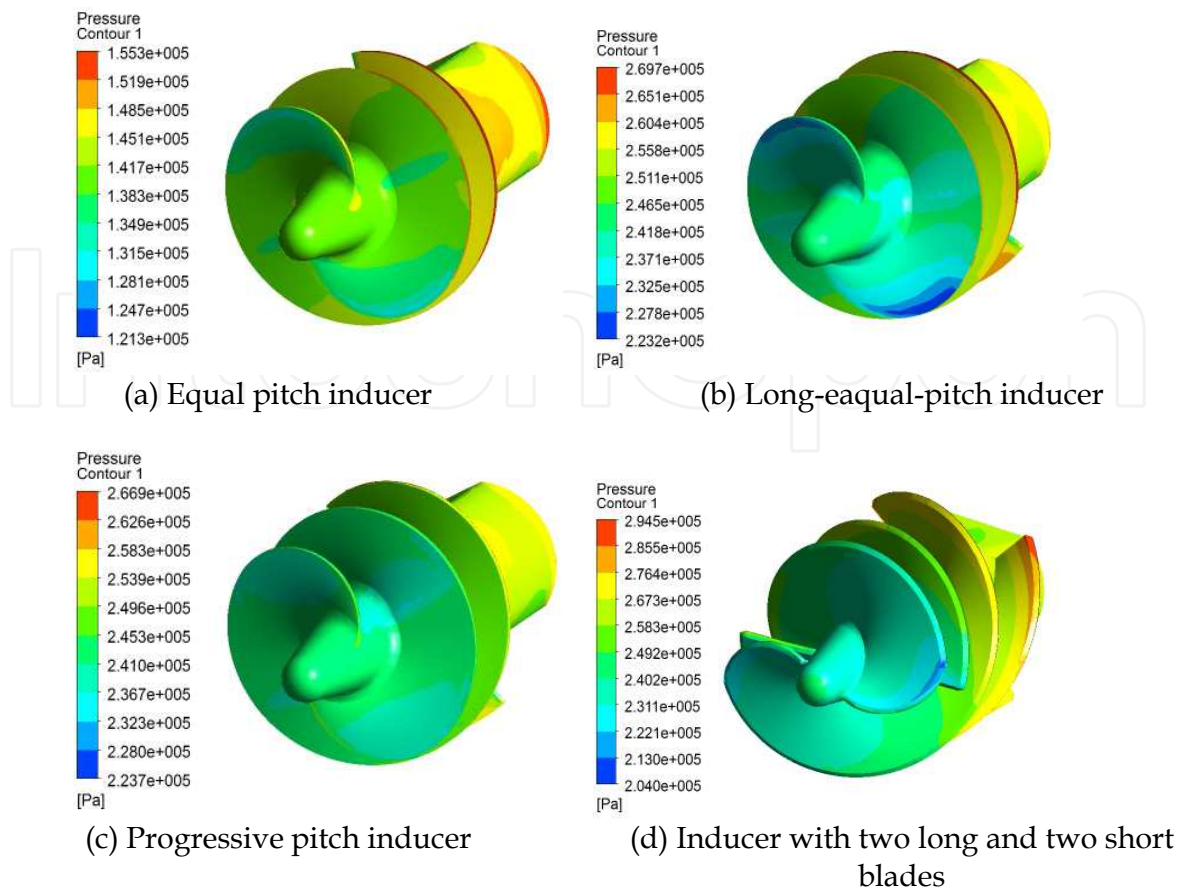 Pressure
Contour 1
1.553e+005
1.519e+005
1.485e+005
1.451e+005
1.417e+005
1.383e+005
1.349e+005
1.315e+005
1.281e+005
1.247e+005
1.213e+005
[Pa]
(a) Equal pitch inducer
Pressure
Contour 1
2.697e+005
2.651e+005
2.604e+005
2.558e+005
2.511e+005
2.465e+005
2.418e+005
2.371e+005
2.325e+005
2.278e+005
2.232e+005
[Pa]
(b) Long-eaqual-pitch inducer
Pressure
Contour 1
2.669e+005
2.626e+005
2.583e+005
2.539e+005
2.496e+005
2.453e+005
2.410e+005
2.367e+005
2.323e+005
2.280e+005
2.237e+005
[Pa]
(c) Progressive pitch inducer
Pressure
Contour 1
2.945e+005
2.855e+005
2.764e+005
2.673e+005
2.583e+005
2.492e+005
2.402e+005
2.311e+005
2.221e+005
2.130e+005
2.040e+005
[Pa]
(d) Inducer with two long and two short
blades